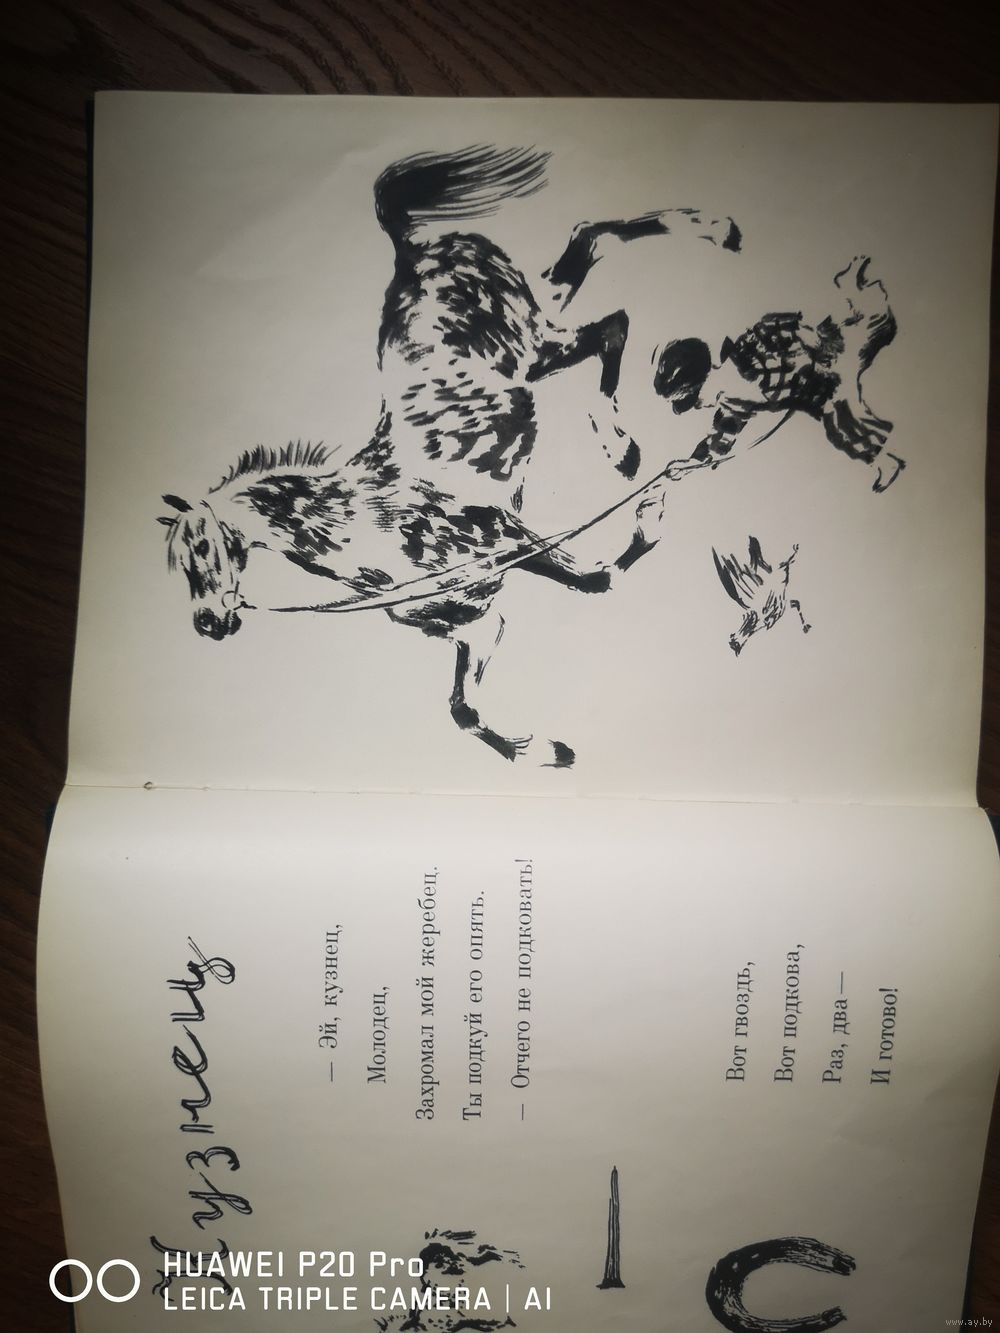 Кузнец
— Эй, кузнец,
Молодец,
Захромал мой жеребец.
Ты подкуй его опять.
— Отчего не подковать!
Вот гвоздь,
Вот подкова,
Раз, два —
И готово!
HUAWEI P20 Pro
LEICA TRIPLE CAMERA | AI
www.ay.by